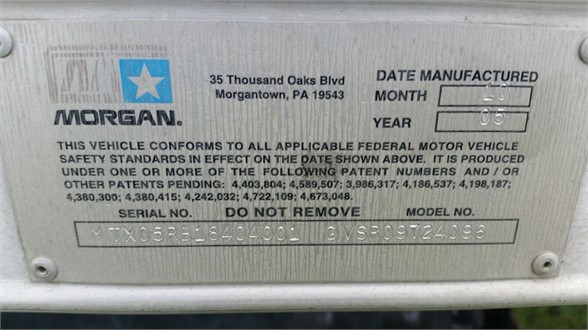 35 Thousand Oaks Blvd
Morgantown, PA 19543
MORGAN.
DATE MANUFACTURED
MONTH 10
YEAR 05
THIS VEHICLE CONFORMS TO ALL APPLICABLE FEDERAL MOTOR VEHICLE
SAFETY STANDARDS IN EFFECT ON THE DATE SHOWN ABOVE. IT IS PRODUCED
UNDER ONE OR MORE OF THE FOLLOWING PATENT NUMBERS AND/OR
OTHER PATENTS PENDING: 4,403,804; 4,589,507; 3,986,317; 4,186,537; 4,198,187;
4,380,300; 4,380,415; 4,242,032; 4,722,109; 4,673,048.
SERIAL NO. DO NOT REMOVE MODEL NO.
GVSR09724096